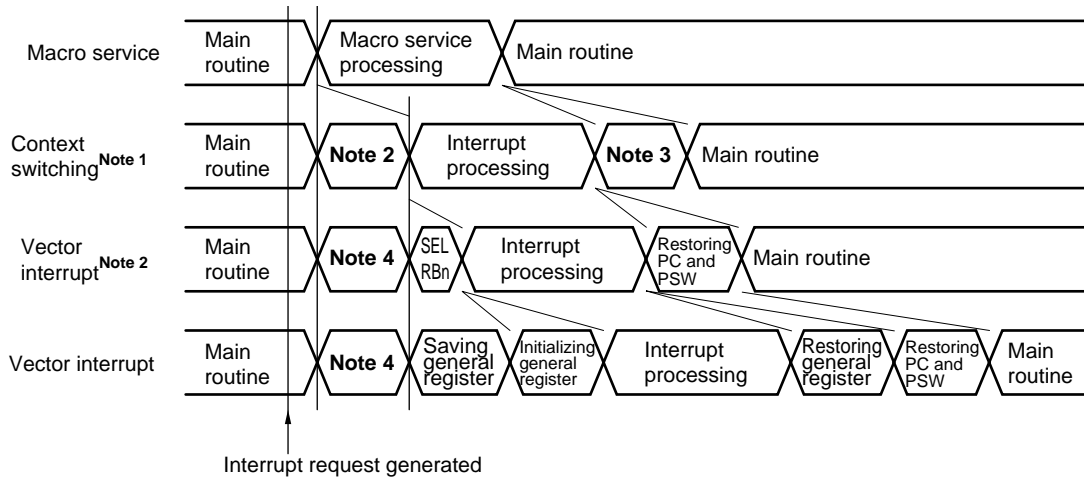 Macro service
Main
routine
Macro service
processing
Main routine
Context
switching Note 1
Main
routine
Note 2
Interrupt
processing
Note 3
Main routine
Vector
interrupt Note 2
Main
routine
Note 4
SEL
RBn
Interrupt
processing
Restoring
PC and
PSW
Main routine
Vector interrupt
Main
routine
Note 4
Saving
general
register
Initializing
general
register
Interrupt
processing
Restoring
general
register
Restoring
PC and
PSW
Main
routine
Interrupt request generated